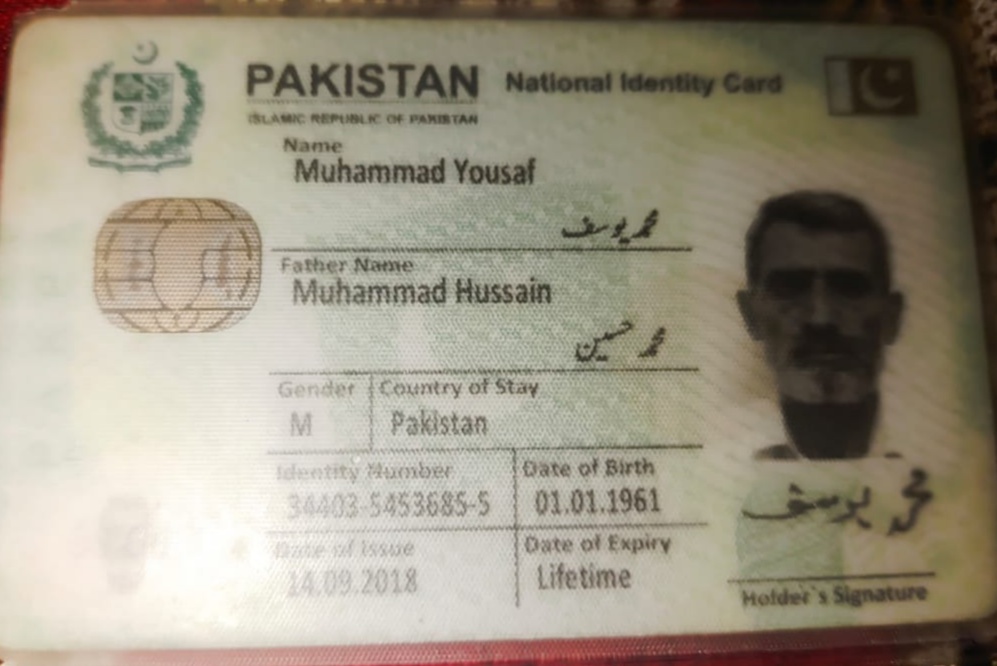 PAKISTAN National Identity Card
ISLAMIC REPUBLIC OF PAKISTAN
Name
Muhammad Yousaf
محمد یوسف
Father Name
Muhammad Hussain
محمد حسین
Gender Country of Stay
M Pakistan
Identity Number Date of Birth
34403-5453685-5 01.01.1961
Date of Issue Date of Expiry
14.09.2018 Lifetime
محمد یوسف
Holder's Signature